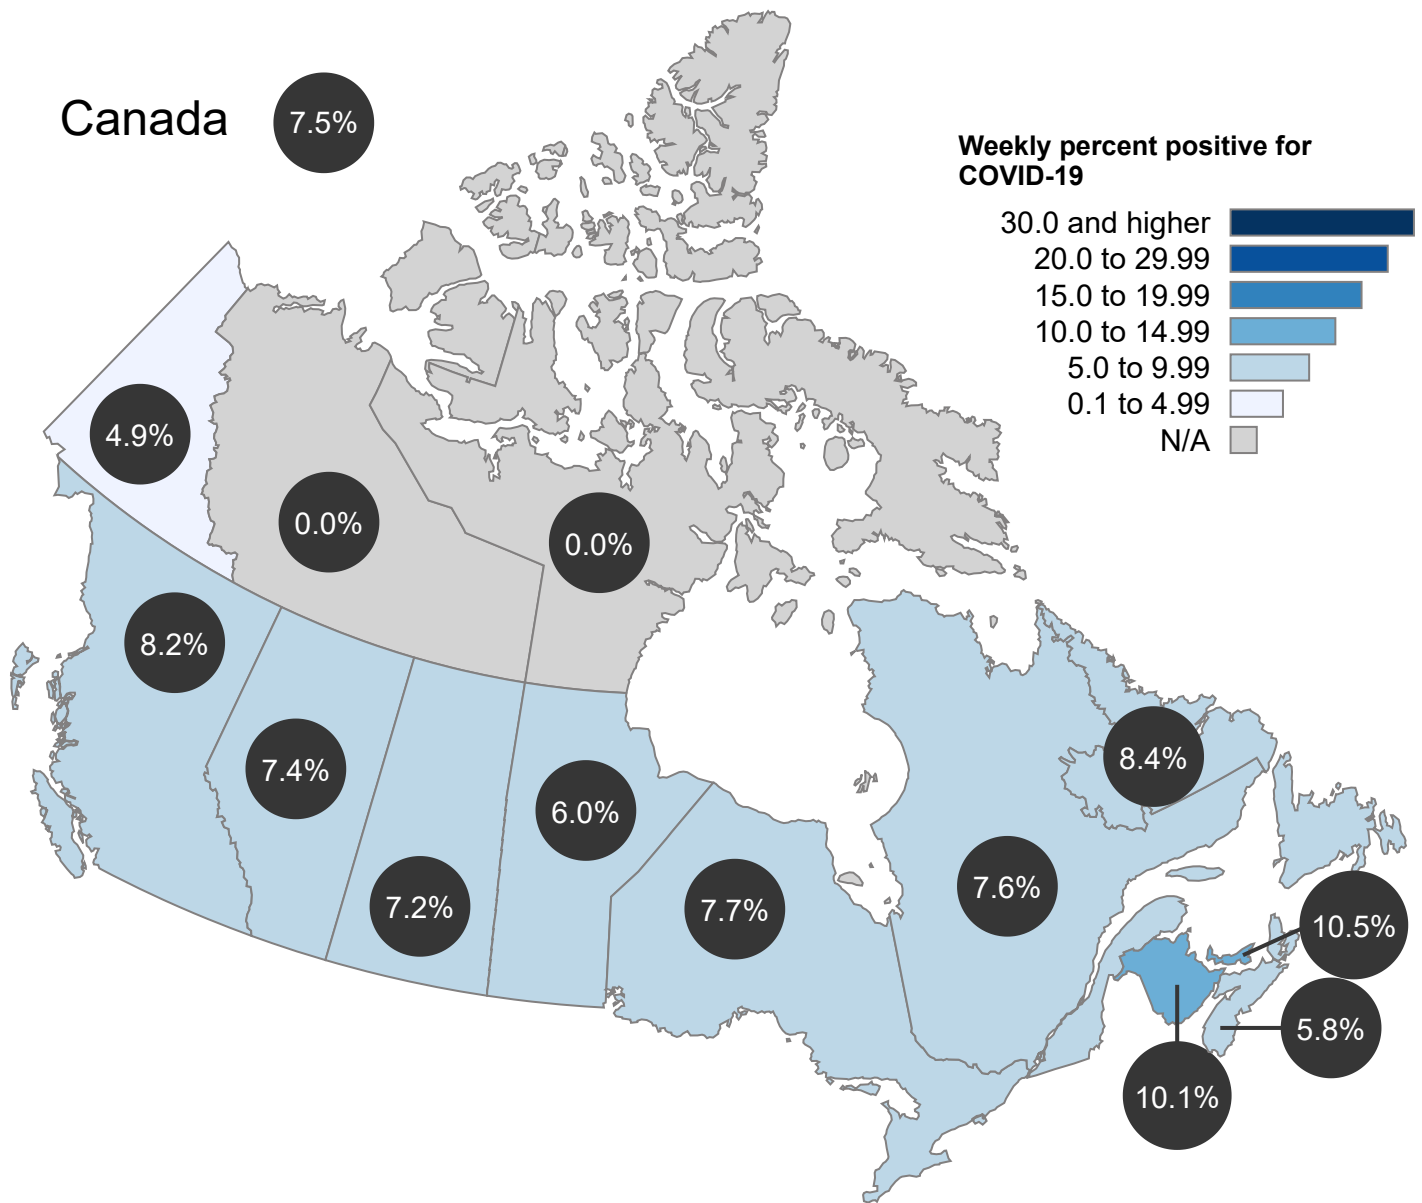 Canada
7.5%
Weekly percent positive for
COVID-19
30.0 and higher
20.0 to 29.99
15.0 to 19.99
10.0 to 14.99
5.0 to 9.99
0.1 to 4.99
N/A
4.9%
0.0%
0.0%
8.2%
7.4%
7.2%
6.0%
7.7%
7.6%
8.4%
10.5%
5.8%
10.1%